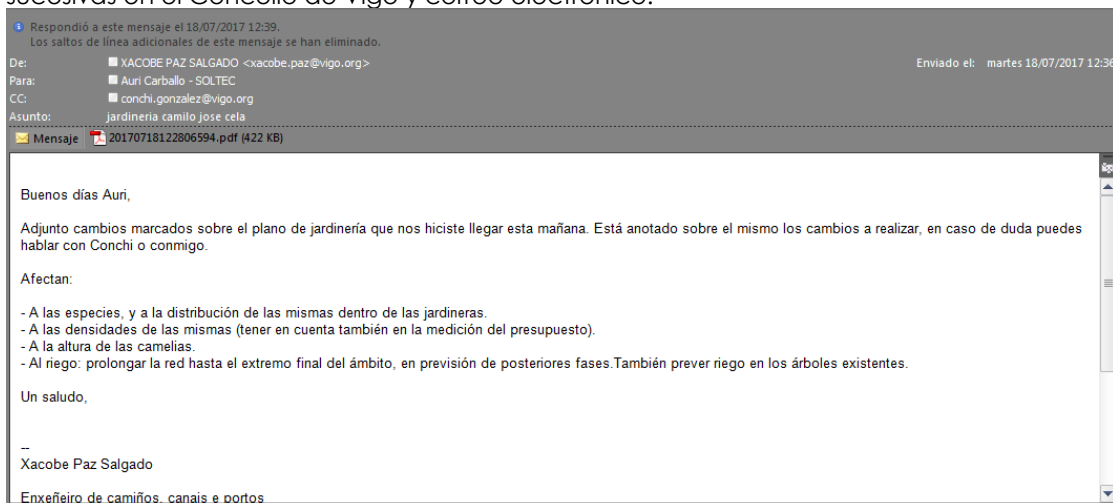 sucesivas en el Concello de Vigo y correo electrónico.
Respondió a este mensaje el 18/07/2017 12:39.
Los saltos de línea adicionales de este mensaje se han eliminado.
De: XACOBE PAZ SALGADO <xacobe.paz@vigo.org> Enviado el: martes 18/07/2017 12:36
Para: Auri Carballo - SOLTEC
CC: conchi.gonzalez@vigo.org
Asunto: jardineria camilo jose cela
Mensaje 20170718122806594.pdf (422 KB)
Buenos días Auri,
Adjunto cambios marcados sobre el plano de jardinería que nos hiciste llegar esta mañana. Está anotado sobre el mismo los cambios a realizar, en caso de duda puedes
hablar con Conchi o conmigo.
Afectan:
- A las especies, y a la distribución de las mismas dentro de las jardineras.
- A las densidades de las mismas (tener en cuenta también en la medición del presupuesto).
- A la altura de las camelias.
- Al riego: prolongar la red hasta el extremo final del ámbito, en previsión de posteriores fases.También prever riego en los árboles existentes.
Un saludo,
--
Xacobe Paz Salgado
Enxeñeiro de camiños, canais e portos